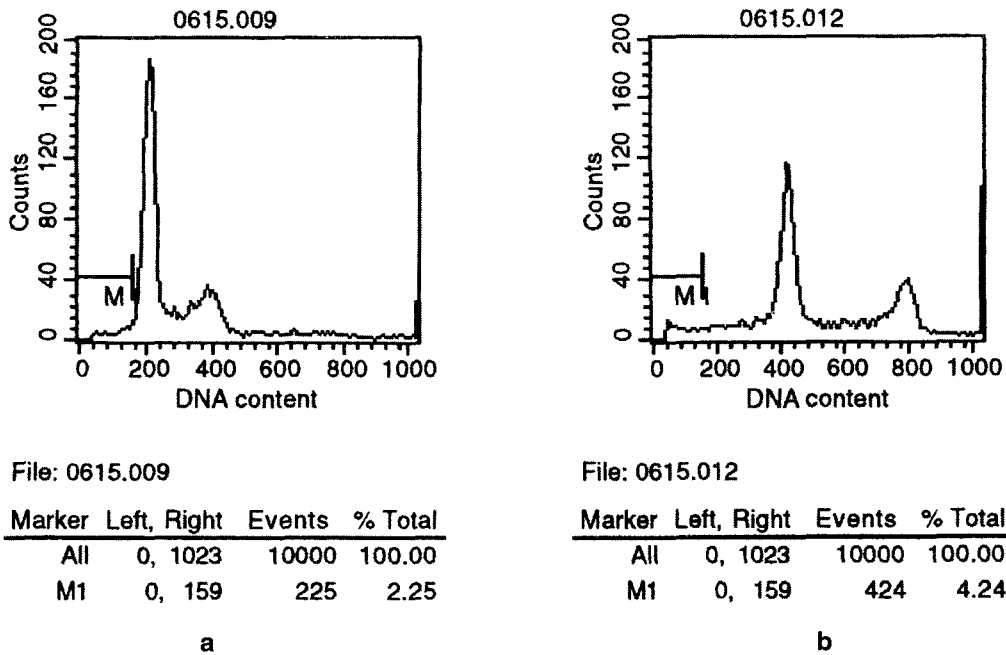 0615.009
200
160
120
80
40
0
Counts
M
0 200 400 600 800 1000
DNA content
File: 0615.009
Marker Left, Right Events % Total
All 0, 1023 10000 100.00
M1 0, 159 225 2.25
a
0615.012
200
160
120
80
40
0
Counts
M
0 200 400 600 800 1000
DNA content
File: 0615.012
Marker Left, Right Events % Total
All 0, 1023 10000 100.00
M1 0, 159 424 4.24
b